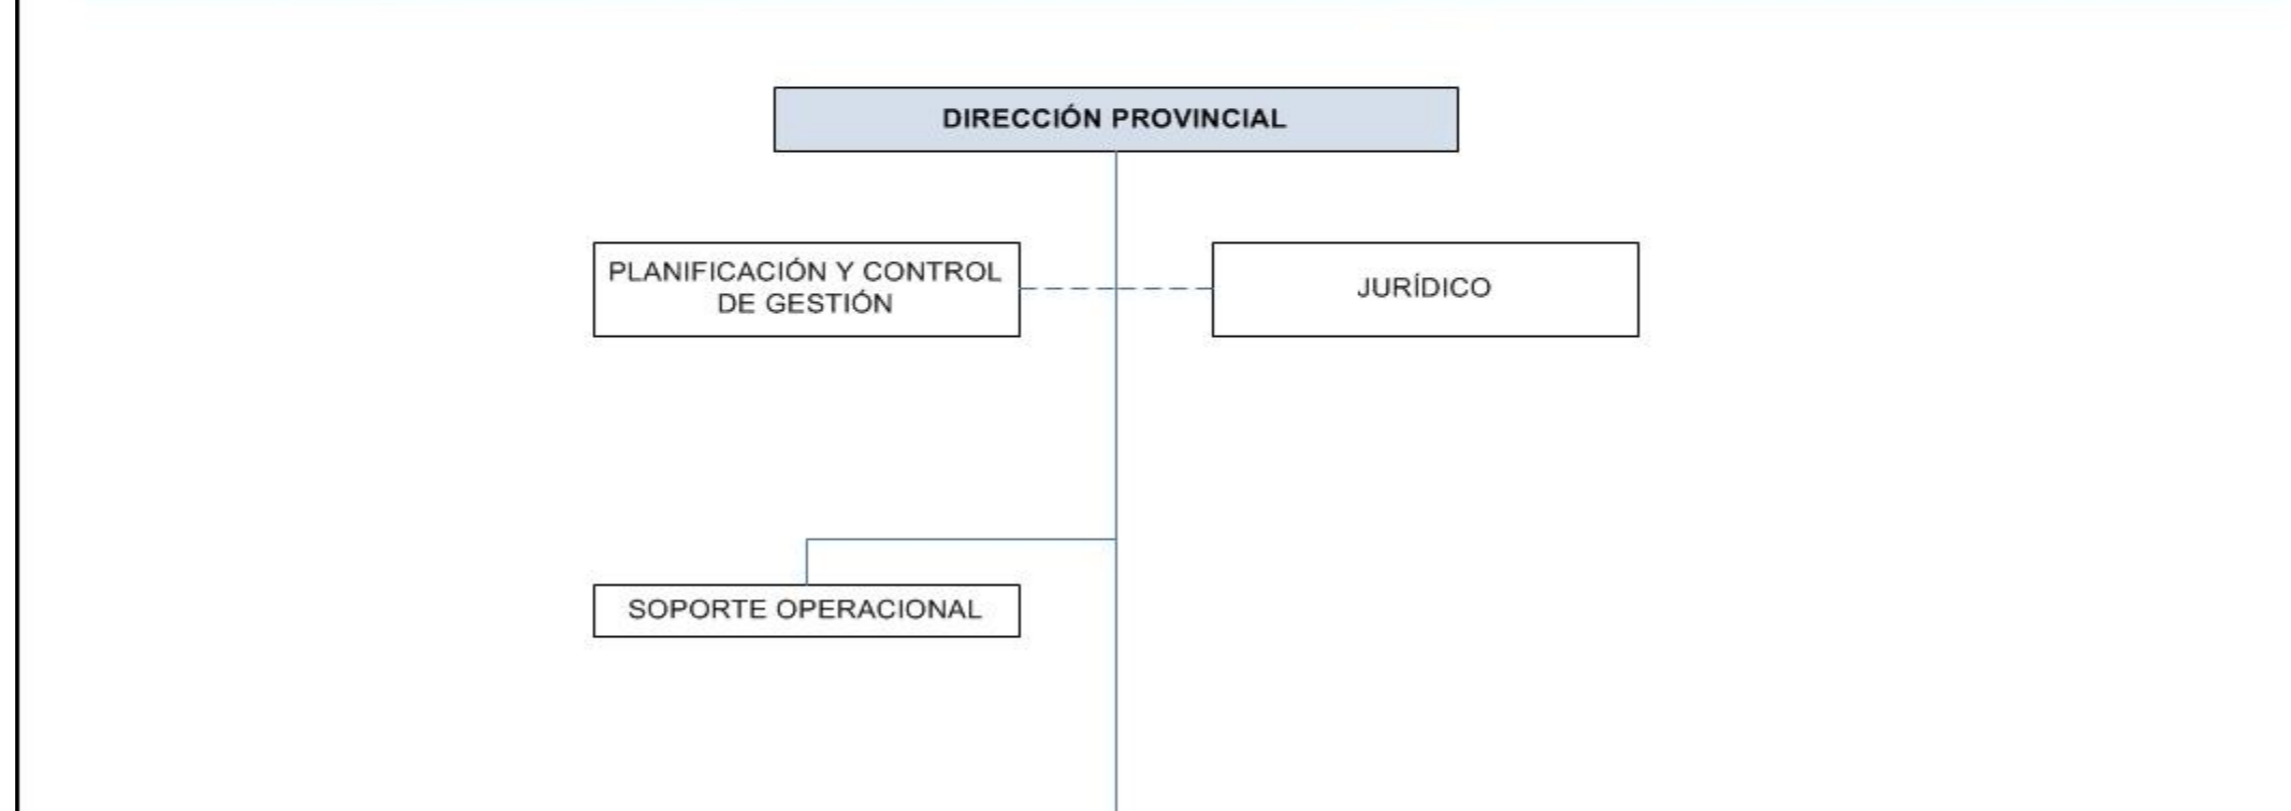 DIRECCIÓN PROVINCIAL
PLANIFICACIÓN Y CONTROL
DE GESTIÓN
JURÍDICO
SOPORTE OPERACIONAL